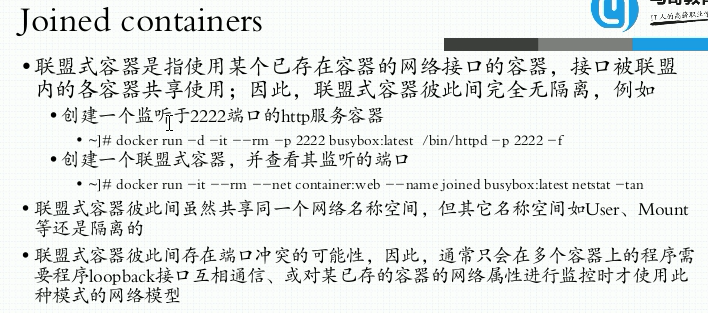 Joined containers
IT人的高薪职业
•联盟式容器是指使用某个已存在容器的网络接口的容器，接口被联盟
内的各容器共享使用；因此，联盟式容器彼此间完全无隔离，例如
•创建一个监听于2222端口的http服务容器
• ~]# docker run –d –it ––rm –p 2222 busybox:latest /bin/httpd –p 2222 –f
•创建一个联盟式容器，并查看其监听的端口
• ~]# docker run –it ––rm ––net container:web ––name joined busybox:latest netstat –tan
•联盟式容器彼此间虽然共享同一个网络名称空间，但其它名称空间如User、Mount
等还是隔离的
•联盟式容器彼此间存在端口冲突的可能性，因此，通常只会在多个容器上的程序需
要程序loopback接口互相通信、或对某已存的容器的网络属性进行监控时才使用此
种模式的网络模型